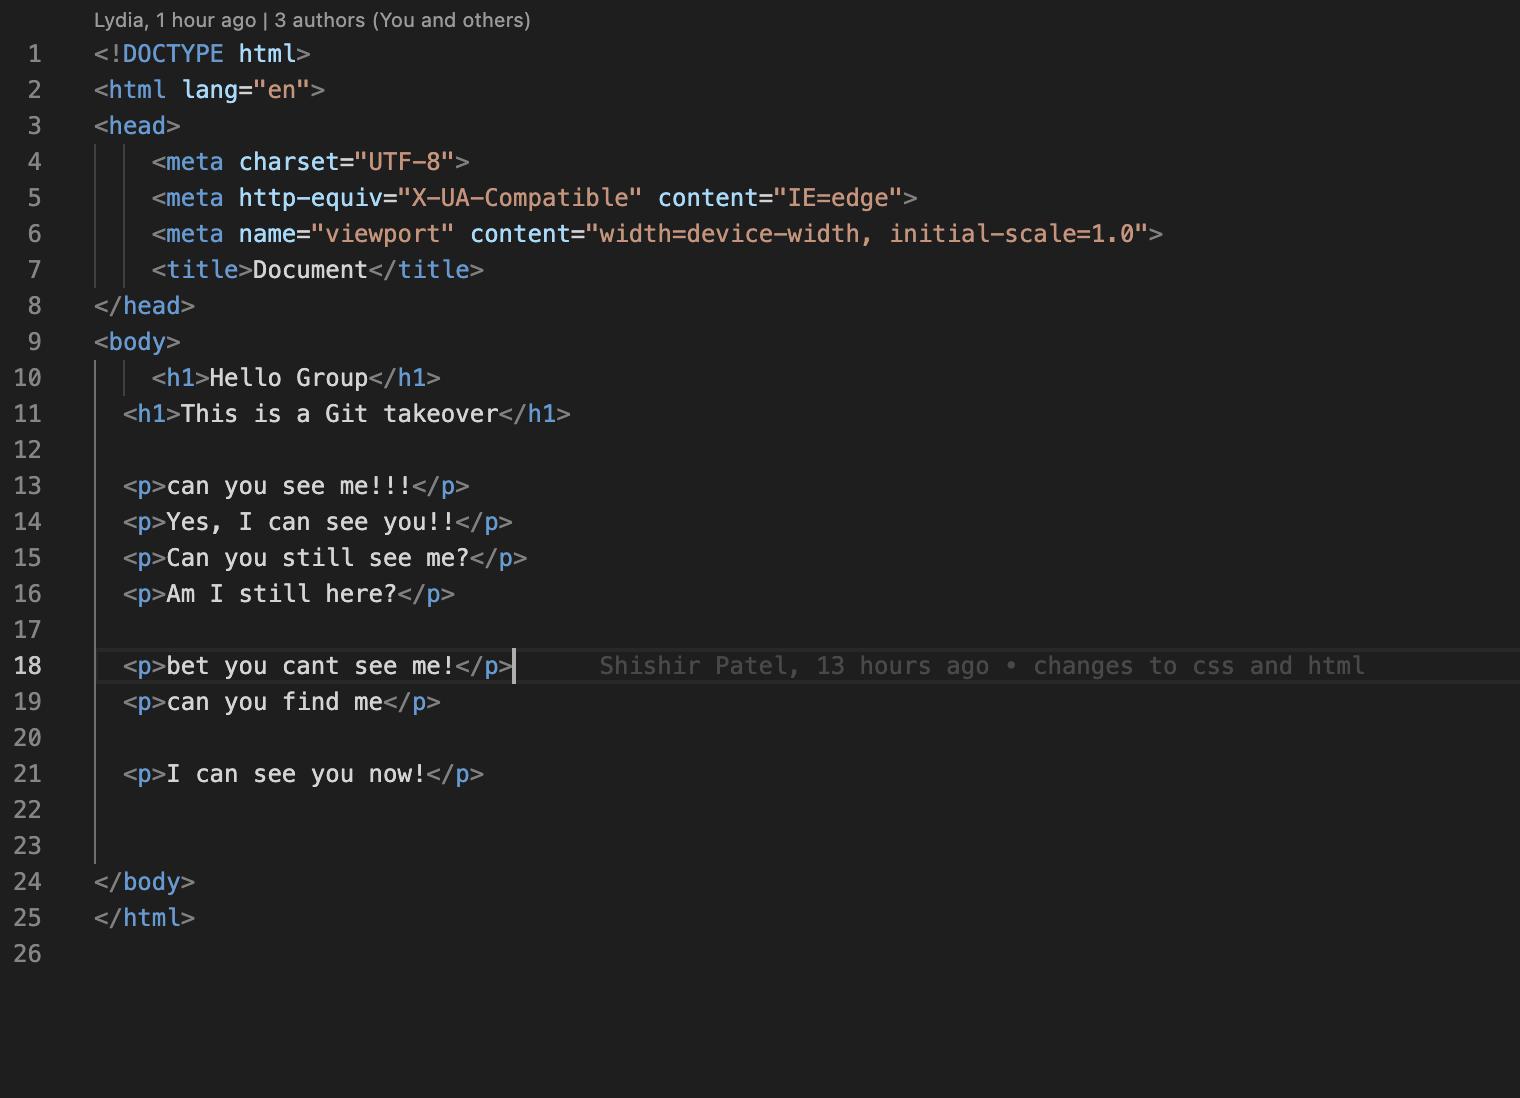 Lydia, 1 hour ago | 3 authors (You and others)
1 <!DOCTYPE html>
2 <html lang="en">
3 <head>
4 <meta charset="UTF-8">
5 <meta http-equiv="X-UA-Compatible" content="IE=edge">
6 <meta name="viewport" content="width=device-width, initial-scale=1.0">
7 <title>Document</title>
8 </head>
9 <body>
10 <h1>Hello Group</h1>
11 <h1>This is a Git takeover</h1>
12
13 <p>can you see me!!!</p>
14 <p>Yes, I can see you!!</p>
15 <p>Can you still see me?</p>
16 <p>Am I still here?</p>
17
18 <p>bet you cant see me!</p> Shishir Patel, 13 hours ago • changes to css and html
19 <p>can you find me</p>
20
21 <p>I can see you now!</p>
22
23
24 </body>
25 </html>
26